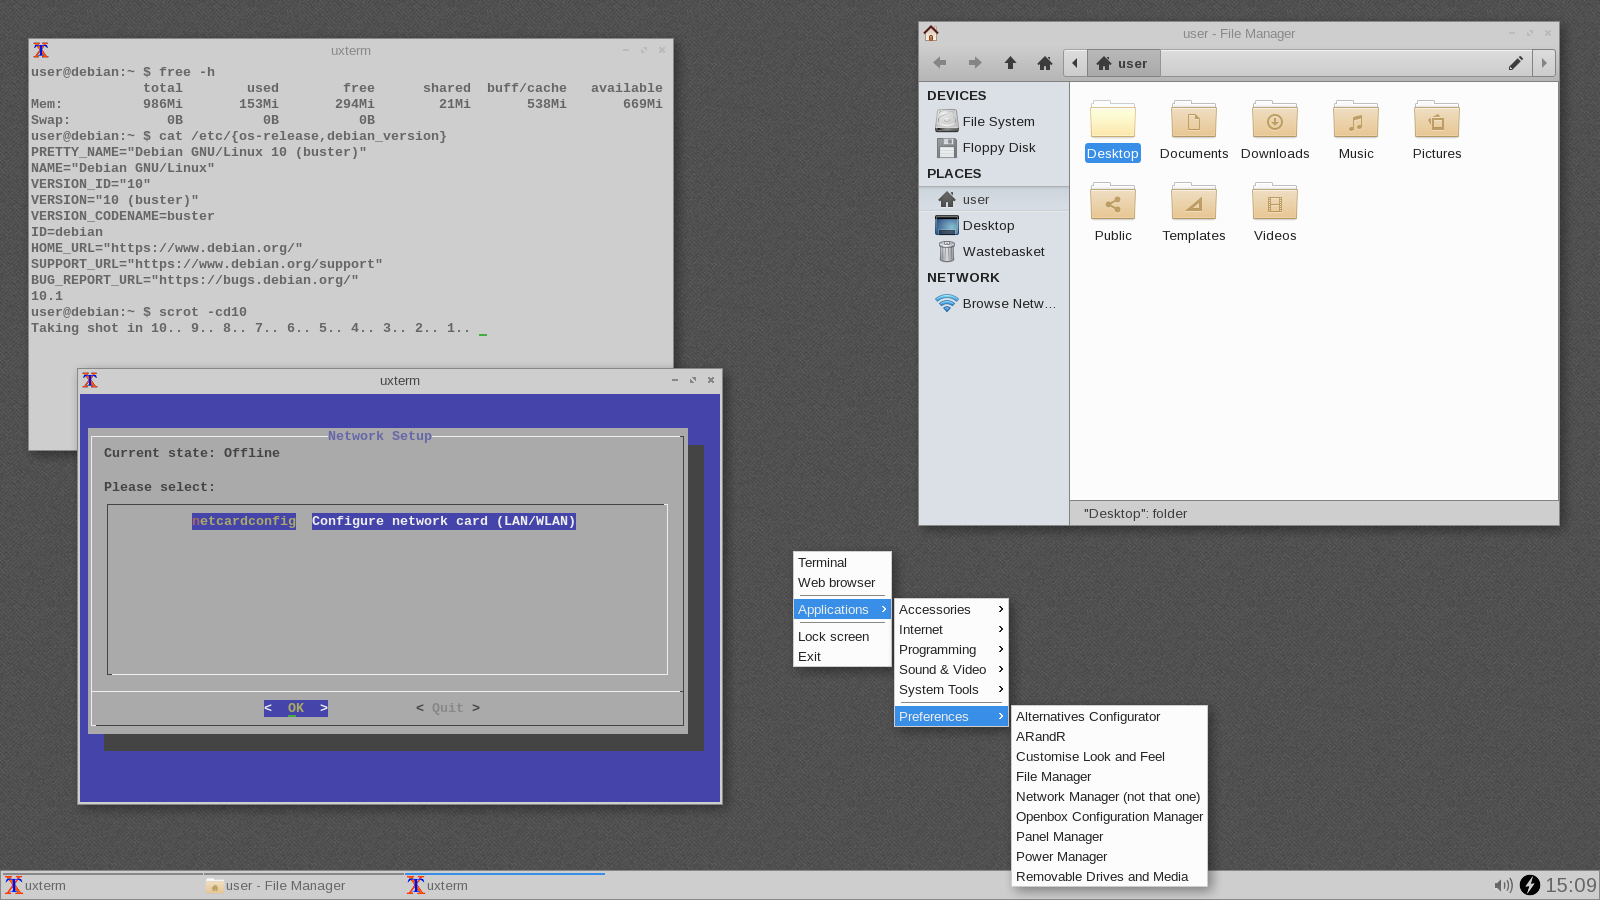 uxterm
user@debian:~ $ free -h
total used free shared buff/cache available
Mem: 986Mi 153Mi 294Mi 21Mi 538Mi 669Mi
Swap: 0B 0B 0B
user@debian:~ $ cat /etc/{os-release,debian_version}
PRETTY_NAME="Debian GNU/Linux 10 (buster)"
NAME="Debian GNU/Linux"
VERSION_ID="10"
VERSION="10 (buster)"
VERSION_CODENAME=buster
ID=debian
HOME_URL="https://www.debian.org/"
SUPPORT_URL="https://www.debian.org/support"
BUG_REPORT_URL="https://bugs.debian.org/"
10.1
user@debian:~ $ scrot -cd10
Taking shot in 10.. 9.. 8.. 7.. 6.. 5.. 4.. 3.. 2.. 1..
uxterm
Network Setup
Current state: Offline
Please select:
netcardconfig Configure network card (LAN/WLAN)
< OK > < Quit >
user - File Manager
user
DEVICES
File System
Floppy Disk
PLACES
user
Desktop
Wastebasket
NETWORK
Browse Netw...
Desktop Documents Downloads Music Pictures
Public Templates Videos
"Desktop": folder
Terminal
Web browser
Applications
Lock screen
Exit
Accessories
Internet
Programming
Sound & Video
System Tools
Preferences
Alternatives Configurator
ARandR
Customise Look and Feel
File Manager
Network Manager (not that one)
Openbox Configuration Manager
Panel Manager
Power Manager
Removable Drives and Media
uxterm user - File Manager uxterm 15:09